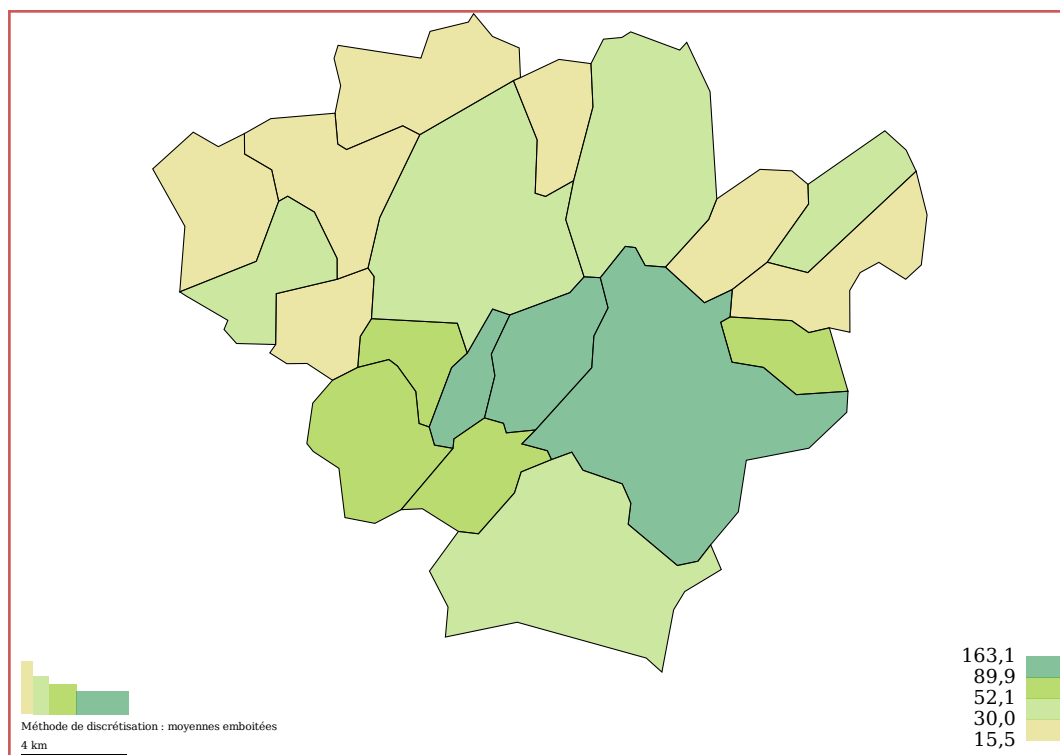 163,1
89,9
52,1
30,0
15,5
Méthode de discrétisation : moyennes emboitées
4 km